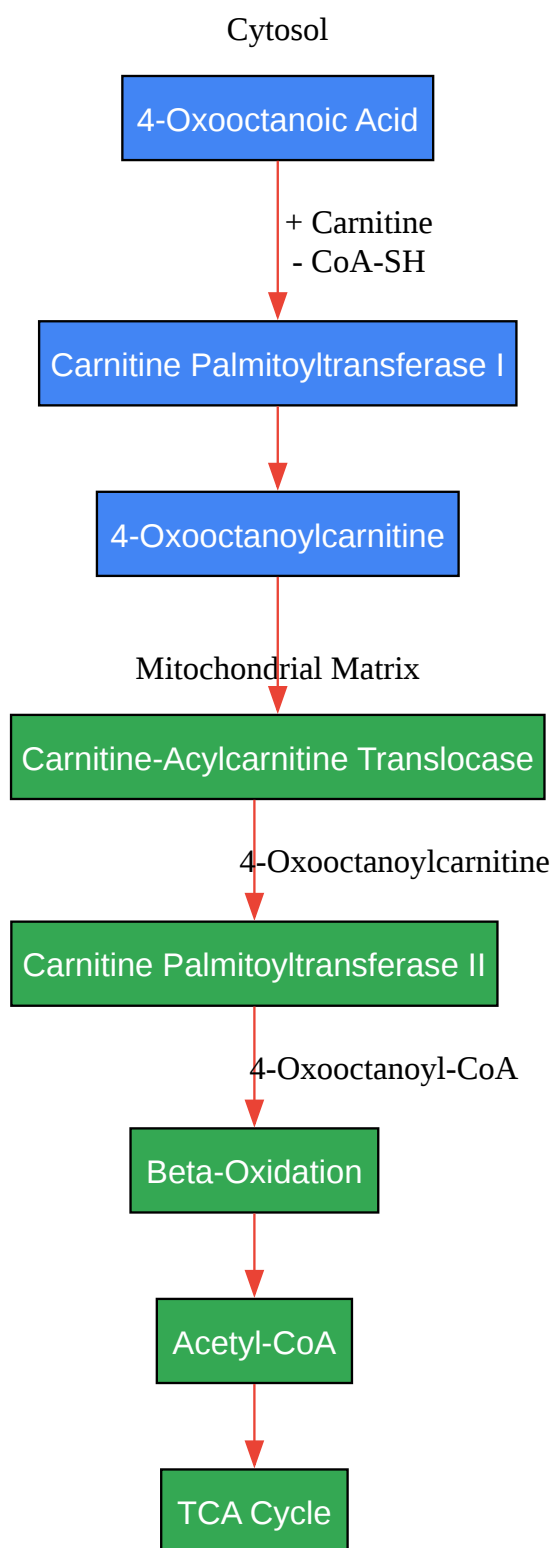 Cytosol
4-Oxooctanoic Acid
+ Carnitine
- CoA-SH
Carnitine Palmitoyltransferase I
4-Oxooctanoylcarnitine
Mitochondrial Matrix
Carnitine-Acylcarnitine Translocase
4-Oxooctanoylcarnitine
Carnitine Palmitoyltransferase II
4-Oxooctanoyl-CoA
Beta-Oxidation
Acetyl-CoA
TCA Cycle